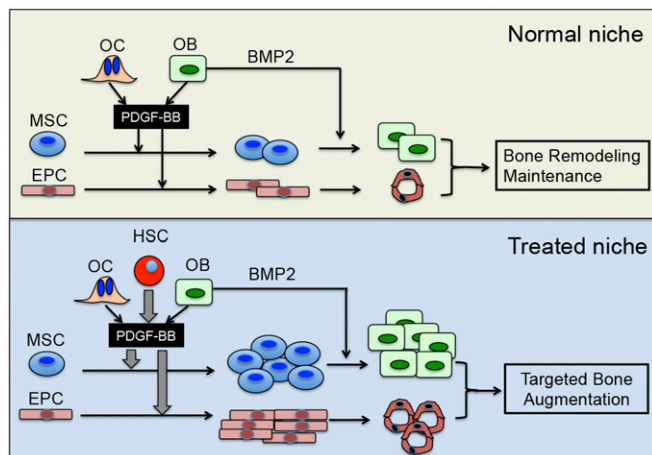 Normal niche
OC
OB
BMP2
MSC
PDGF-BB
EPC
Bone Remodeling
Maintenance
Treated niche
HSC
OC
OB
BMP2
MSC
PDGF-BB
EPC
Targeted Bone
Augmentation